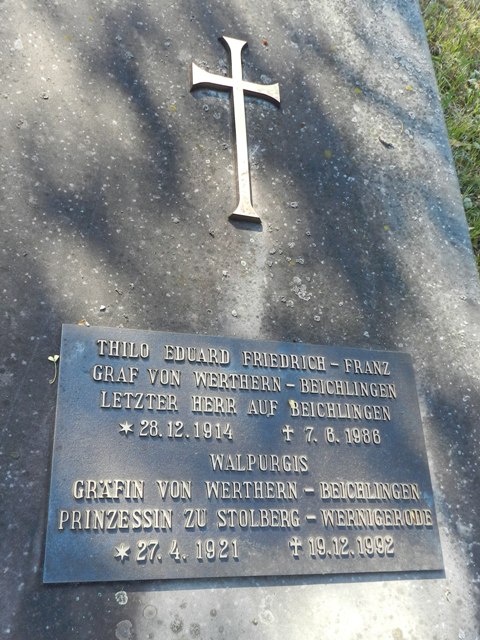 THILO EDUARD FRIEDRICH - FRANZ
GRAF VON WERTHERN - BEICHLINGEN
LETZTER HERR AUF BEICHLINGEN
* 28.12.1914 ✝ 7.6.1986
WALPURGIS
GRÄFIN VON WERTHERN - BEICHLINGEN
PRINZESSIN ZU STOLBERG - WERNIGERODE
* 27.4.1921 ✝ 19.12.1992